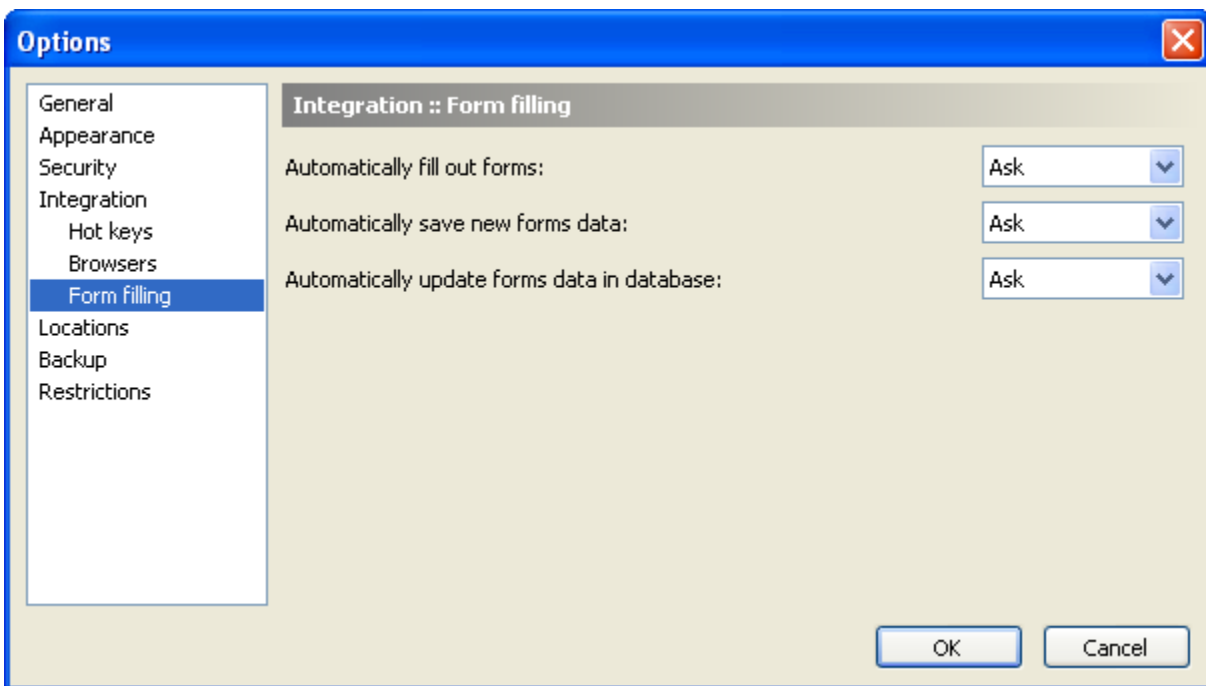 Options
General
Appearance
Security
Integration
Hot keys
Browsers
Form filling
Locations
Backup
Restrictions
Integration :: Form filling
Automatically fill out forms: Ask
Automatically save new forms data: Ask
Automatically update forms data in database: Ask
OK Cancel